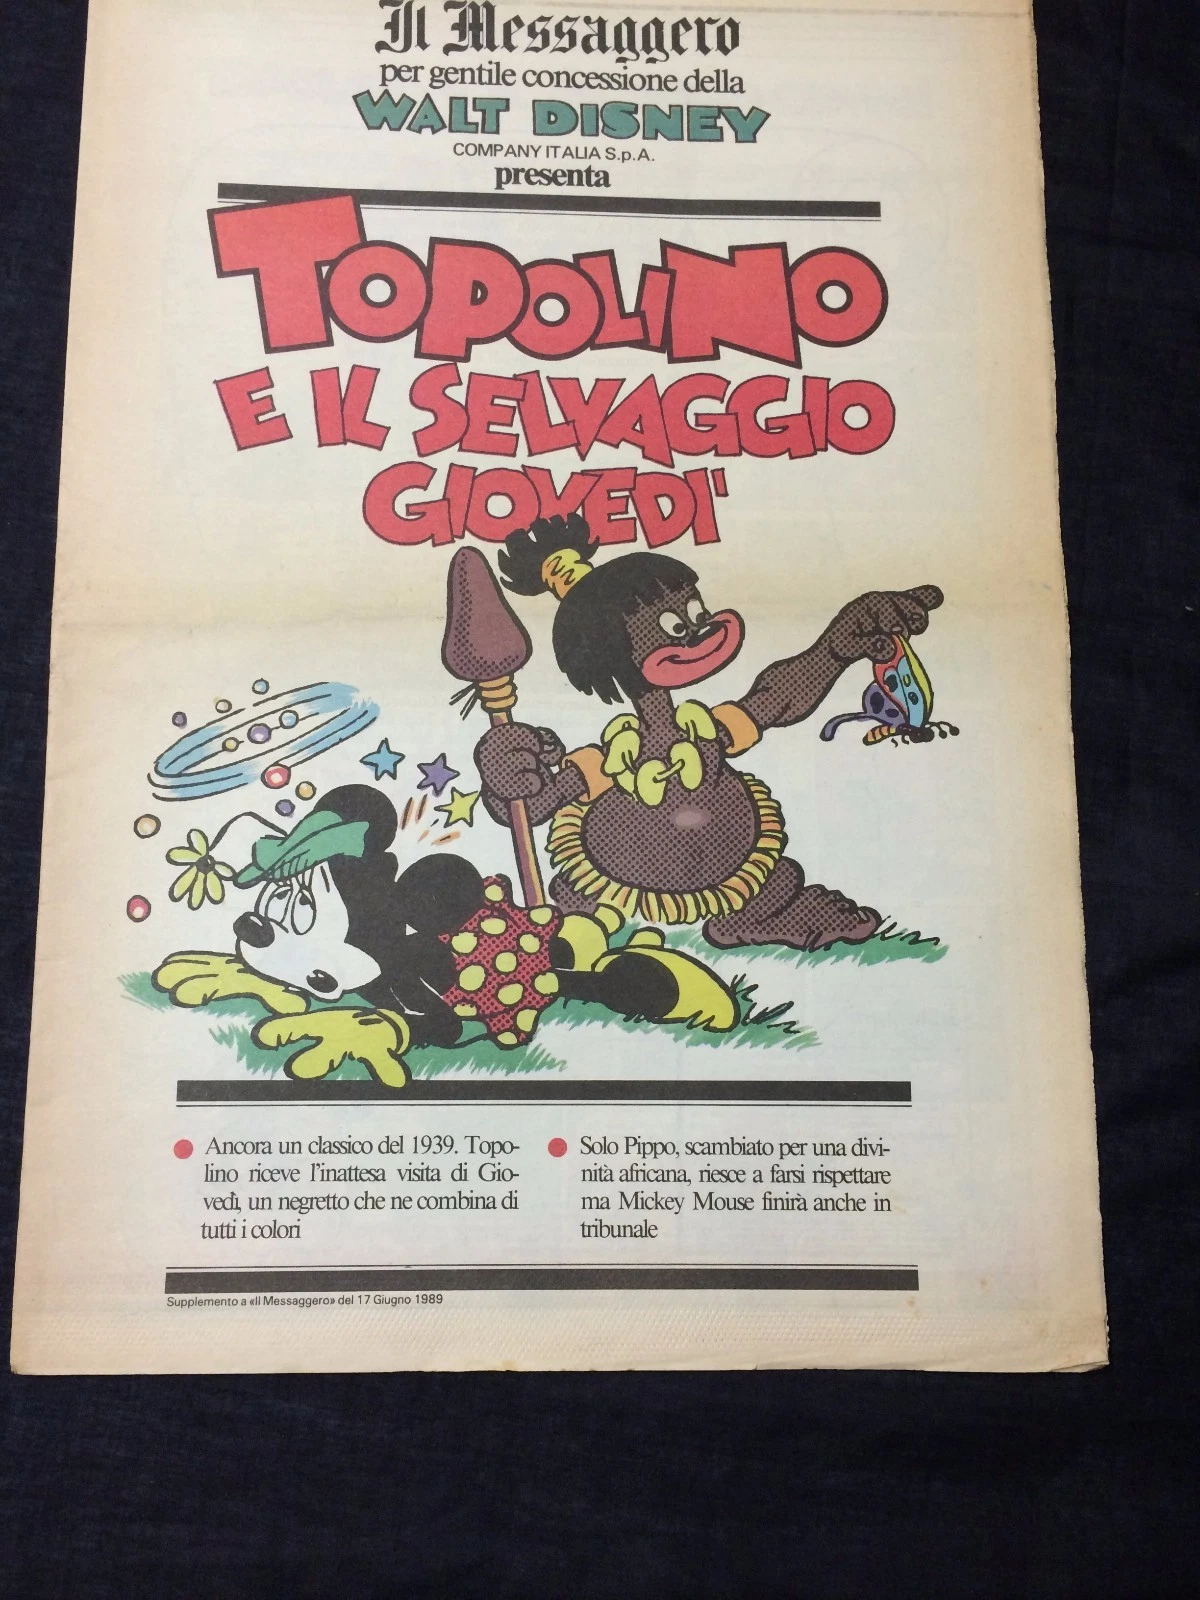 Il Messaggero
per gentile concessione della
WALT DISNEY
COMPANY ITALIA S.p.A.
presenta
TOPOLINO
E IL SELVAGGIO
GIOVEDI'
Ancora un classico del 1939. Topo-
lino riceve l'inattesa visita di Gio-
vedì, un negretto che ne combina di
tutti i colori
Solo Pippo, scambiato per una divi-
nità africana, riesce a farsi rispettare
ma Mickey Mouse finirà anche in
tribunale
Supplemento a «Il Messaggero» del 17 Giugno 1989